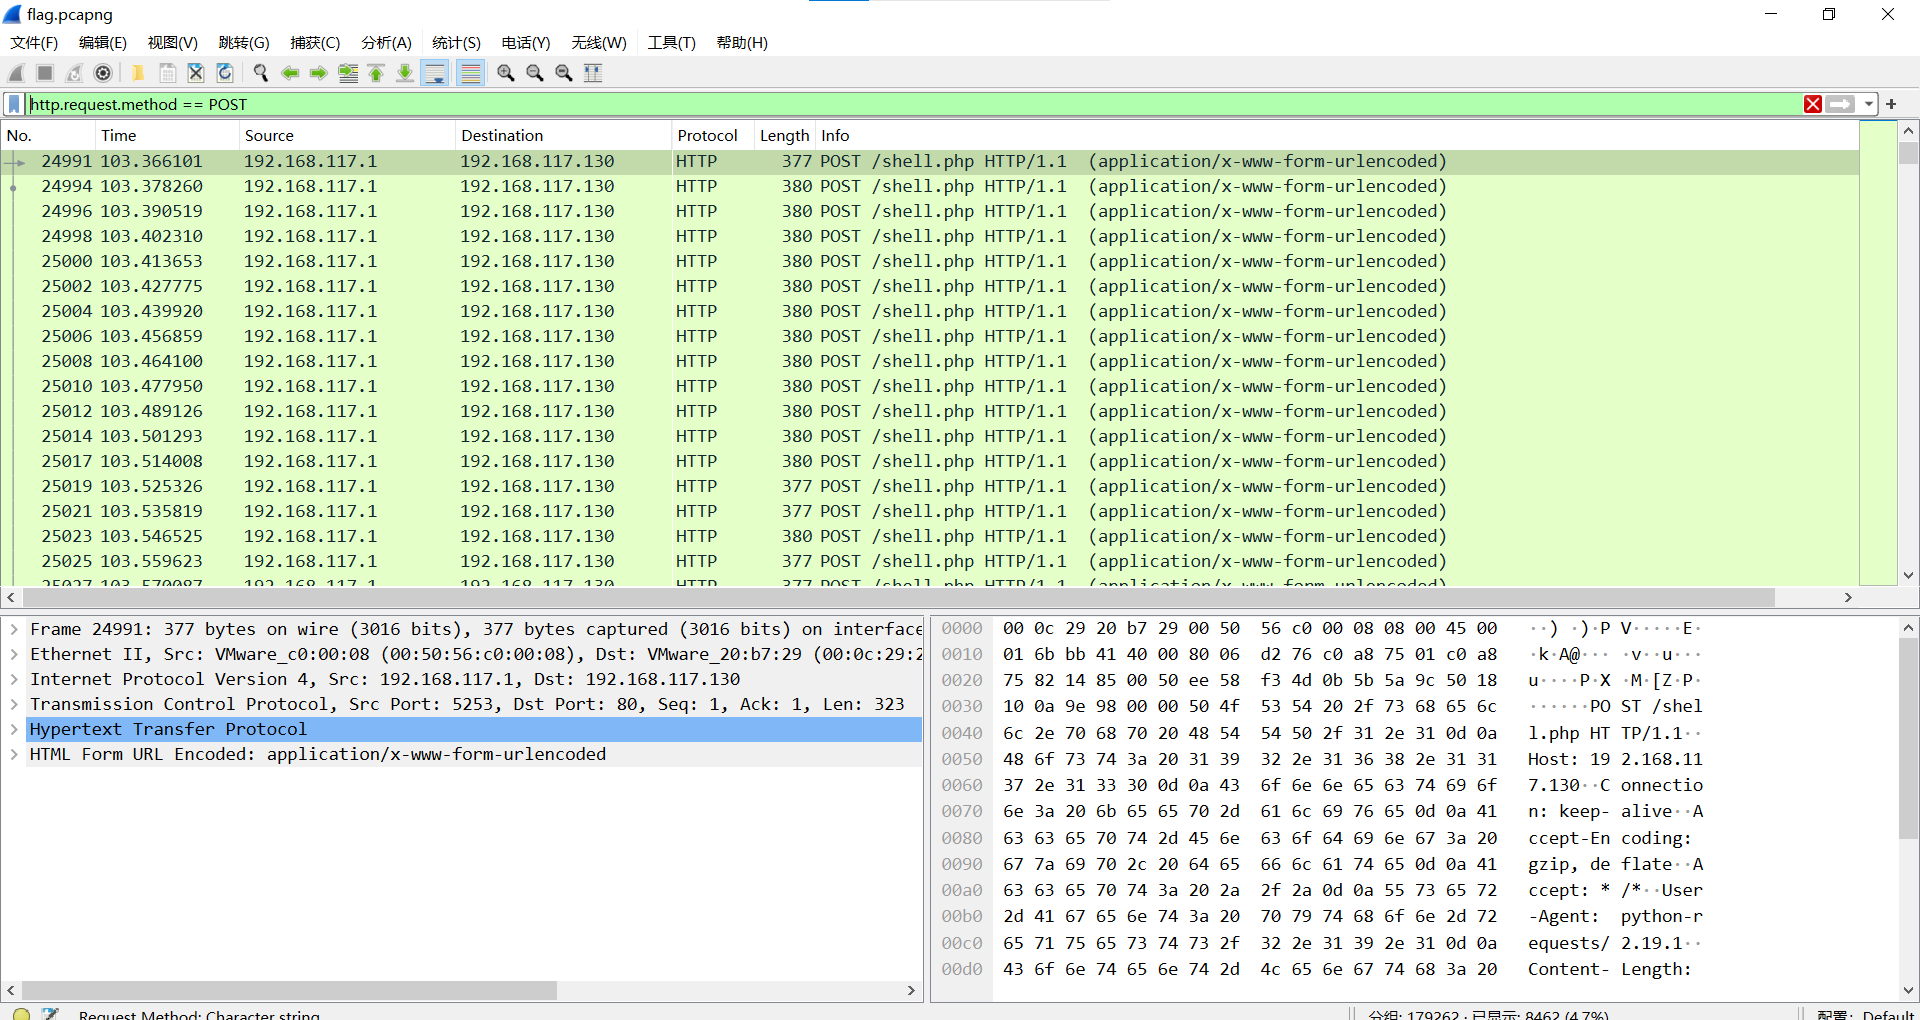 flag.pcapng
文件(F) 编辑(E) 视图(V) 跳转(G) 捕获(C) 分析(A) 统计(S) 电话(Y) 无线(W) 工具(T) 帮助(H)
http.request.method == POST
No. Time Source Destination Protocol Length Info
24991 103.366101 192.168.117.1 192.168.117.130 HTTP 377 POST /shell.php HTTP/1.1 (application/x-www-form-urlencoded)
24994 103.378260 192.168.117.1 192.168.117.130 HTTP 380 POST /shell.php HTTP/1.1 (application/x-www-form-urlencoded)
24996 103.390519 192.168.117.1 192.168.117.130 HTTP 380 POST /shell.php HTTP/1.1 (application/x-www-form-urlencoded)
24998 103.402310 192.168.117.1 192.168.117.130 HTTP 380 POST /shell.php HTTP/1.1 (application/x-www-form-urlencoded)
25000 103.413653 192.168.117.1 192.168.117.130 HTTP 380 POST /shell.php HTTP/1.1 (application/x-www-form-urlencoded)
25002 103.427775 192.168.117.1 192.168.117.130 HTTP 380 POST /shell.php HTTP/1.1 (application/x-www-form-urlencoded)
25004 103.439920 192.168.117.1 192.168.117.130 HTTP 380 POST /shell.php HTTP/1.1 (application/x-www-form-urlencoded)
25006 103.456859 192.168.117.1 192.168.117.130 HTTP 380 POST /shell.php HTTP/1.1 (application/x-www-form-urlencoded)
25008 103.464100 192.168.117.1 192.168.117.130 HTTP 380 POST /shell.php HTTP/1.1 (application/x-www-form-urlencoded)
25010 103.477950 192.168.117.1 192.168.117.130 HTTP 380 POST /shell.php HTTP/1.1 (application/x-www-form-urlencoded)
25012 103.489126 192.168.117.1 192.168.117.130 HTTP 380 POST /shell.php HTTP/1.1 (application/x-www-form-urlencoded)
25014 103.501293 192.168.117.1 192.168.117.130 HTTP 380 POST /shell.php HTTP/1.1 (application/x-www-form-urlencoded)
25017 103.514008 192.168.117.1 192.168.117.130 HTTP 380 POST /shell.php HTTP/1.1 (application/x-www-form-urlencoded)
25019 103.525326 192.168.117.1 192.168.117.130 HTTP 377 POST /shell.php HTTP/1.1 (application/x-www-form-urlencoded)
25021 103.535819 192.168.117.1 192.168.117.130 HTTP 377 POST /shell.php HTTP/1.1 (application/x-www-form-urlencoded)
25023 103.546525 192.168.117.1 192.168.117.130 HTTP 380 POST /shell.php HTTP/1.1 (application/x-www-form-urlencoded)
25025 103.559623 192.168.117.1 192.168.117.130 HTTP 377 POST /shell.php HTTP/1.1 (application/x-www-form-urlencoded)
25027 103.570087 192.168.117.1 192.168.117.130 HTTP 377 POST /shell.php HTTP/1.1 (application/x-www-form-urlencoded)
Frame 24991: 377 bytes on wire (3016 bits), 377 bytes captured (3016 bits) on interface
Ethernet II, Src: VMware_c0:00:08 (00:50:56:c0:00:08), Dst: VMware_20:b7:29 (00:0c:29:2
Internet Protocol Version 4, Src: 192.168.117.1, Dst: 192.168.117.130
Transmission Control Protocol, Src Port: 5253, Dst Port: 80, Seq: 1, Ack: 1, Len: 323
Hypertext Transfer Protocol
HTML Form URL Encoded: application/x-www-form-urlencoded
0000 00 0c 29 20 b7 29 00 50 56 c0 00 08 08 00 45 00 ··) ·)·P V·····E·
0010 01 6b bb 41 40 00 80 06 d2 76 c0 a8 75 01 c0 a8 ·k·A@··· ·v··u···
0020 75 82 14 85 00 50 ee 58 f3 4d 0b 5b 5a 9c 50 18 u····P·X ·M·[Z·P·
0030 10 0a 9e 98 00 00 50 4f 53 54 20 2f 73 68 65 6c ······PO ST /shel
0040 6c 2e 70 68 70 20 48 54 54 50 2f 31 2e 31 0d 0a l.php HT TP/1.1··
0050 48 6f 73 74 3a 20 31 39 32 2e 31 36 38 2e 31 31 Host: 19 2.168.11
0060 37 2e 31 33 30 0d 0a 43 6f 6e 6e 65 63 74 69 6f 7.130··C onnectio
0070 6e 3a 20 6b 65 65 70 2d 61 6c 69 76 65 0d 0a 41 n: keep- alive··A
0080 63 63 65 70 74 2d 45 6e 63 6f 64 69 6e 67 3a 20 ccept-En coding:
0090 67 7a 69 70 2c 20 64 65 66 6c 61 74 65 0d 0a 41 gzip, de flate··A
00a0 63 63 65 70 74 3a 20 2a 2f 2a 0d 0a 55 73 65 72 ccept: * /*··User
00b0 2d 41 67 65 6e 74 3a 20 70 79 74 68 6f 6e 2d 72 -Agent: python-r
00c0 65 71 75 65 73 74 73 2f 32 2e 31 39 2e 31 0d 0a equests/ 2.19.1··
00d0 43 6f 6e 74 65 6e 74 2d 4c 65 6e 67 74 68 3a 20 Content- Length:
Request Method: Character string 分组: 179262 · 已显示: 8462 (4.7%) 配置: Default